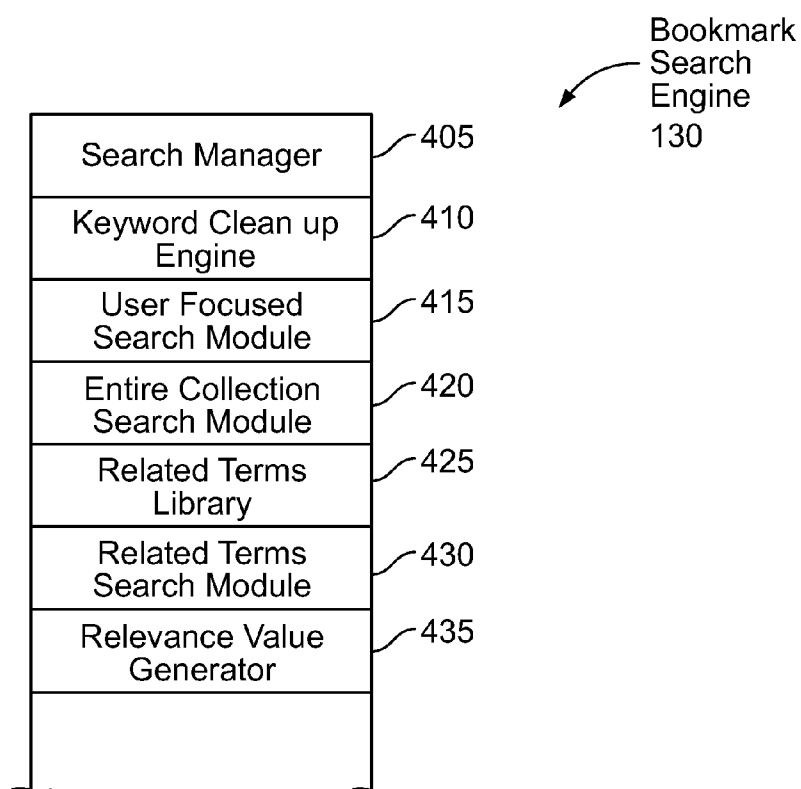 Bookmark
Search
Engine
130
Search Manager
405
Keyword Clean up
Engine
410
User Focused
Search Module
415
Entire Collection
Search Module
420
Related Terms
Library
425
Related Terms
Search Module
430
Relevance Value
Generator
435